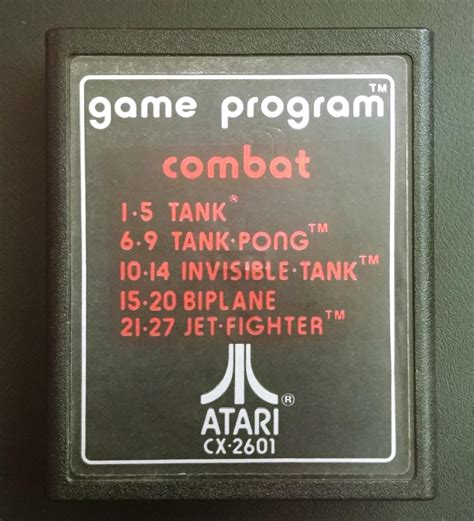 game program™
combat
1·5 TANK®
6·9 TANK·PONG™
10·14 INVISIBLE·TANK™
15·20 BIPLANE
21·27 JET·FIGHTER™
ATARI®
CX·2601